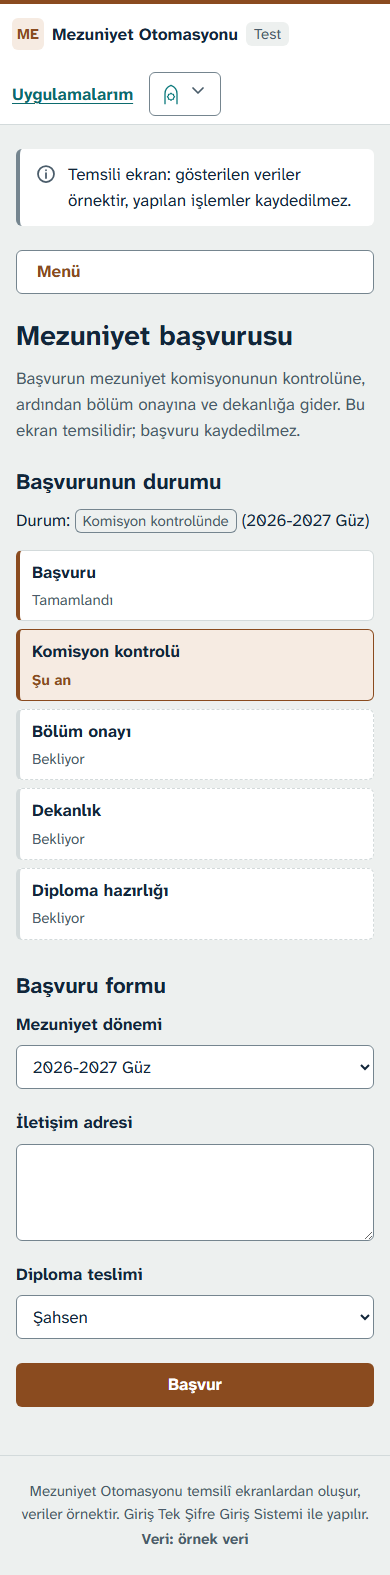 ME Mezuniyet Otomasyonu Test
Uygulamalarım
Temsili ekran: gösterilen veriler
örnektir, yapılan işlemler kaydedilmez.
Menü
Mezuniyet başvurusu
Başvurun mezuniyet komisyonunun kontrolüne,
ardından bölüm onayına ve dekanlığa gider. Bu
ekran temsilidir; başvuru kaydedilmez.
Başvurunun durumu
Durum: Komisyon kontrolünde (2026-2027 Güz)
Başvuru
Tamamlandı
Komisyon kontrolü
Şu an
Bölüm onayı
Bekliyor
Dekanlık
Bekliyor
Diploma hazırlığı
Bekliyor
Başvuru formu
Mezuniyet dönemi
2026-2027 Güz
İletişim adresi
Diploma teslimi
Şahsen
Başvur
Mezuniyet Otomasyonu temsilî ekranlardan oluşur,
veriler örnektir. Giriş Tek Şifre Giriş Sistemi ile yapılır.
Veri: örnek veri